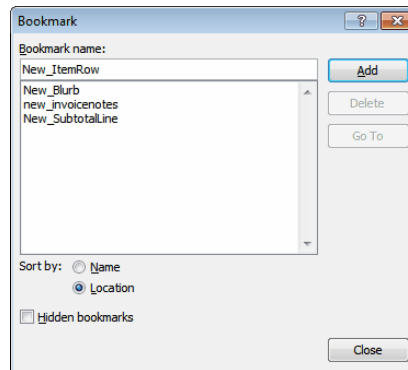 Bookmark
Bookmark name:
New_ItemRow
Add
New_Blurb
new_invoicenotes
New_SubtotalLine
Delete
Go To
Sort by: Name
Location
Hidden bookmarks
Close